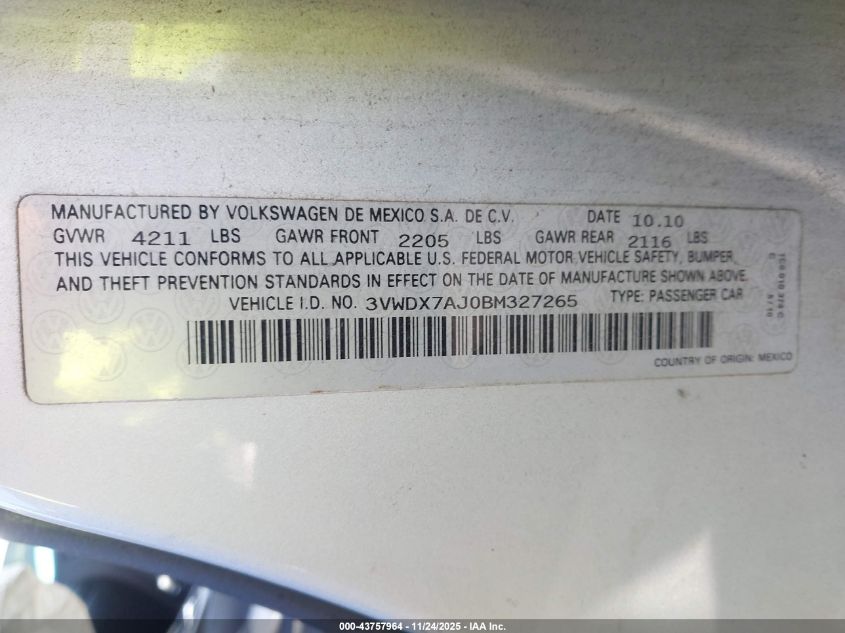 MANUFACTURED BY VOLKSWAGEN DE MEXICO S.A. DE C.V. DATE 10.10
GVWR 4211 LBS GAWR FRONT 2205 LBS GAWR REAR 2116 LBS
THIS VEHICLE CONFORMS TO ALL APPLICABLE U.S. FEDERAL MOTOR VEHICLE SAFETY, BUMPER,
AND THEFT PREVENTION STANDARDS IN EFFECT ON THE DATE OF MANUFACTURE SHOWN ABOVE.
VEHICLE I.D. NO. 3VWDX7AJ0BM327265 TYPE: PASSENGER CAR
COUNTRY OF ORIGIN: MEXICO
000-43757964 - 11/24/2025 - IAA Inc.